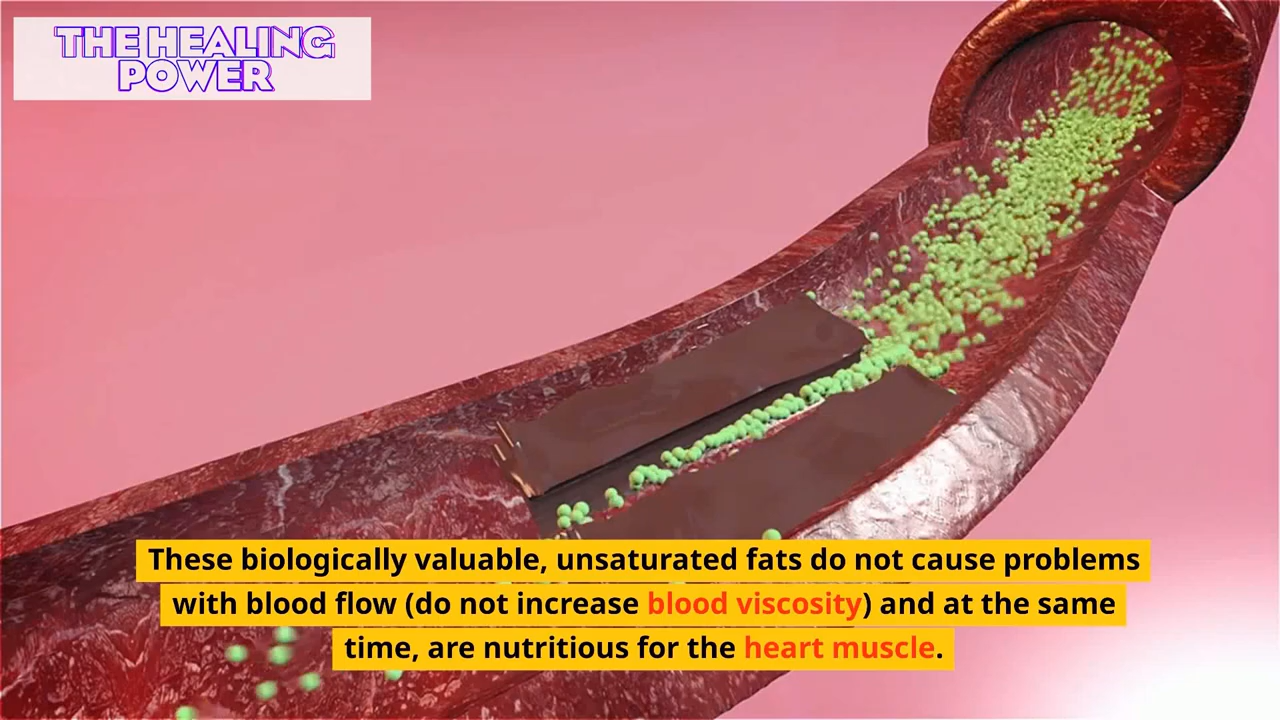 THE HEALING
POWER
These biologically valuable, unsaturated fats do not cause problems
with blood flow (do not increase blood viscosity) and at the same
time, are nutritious for the heart muscle.